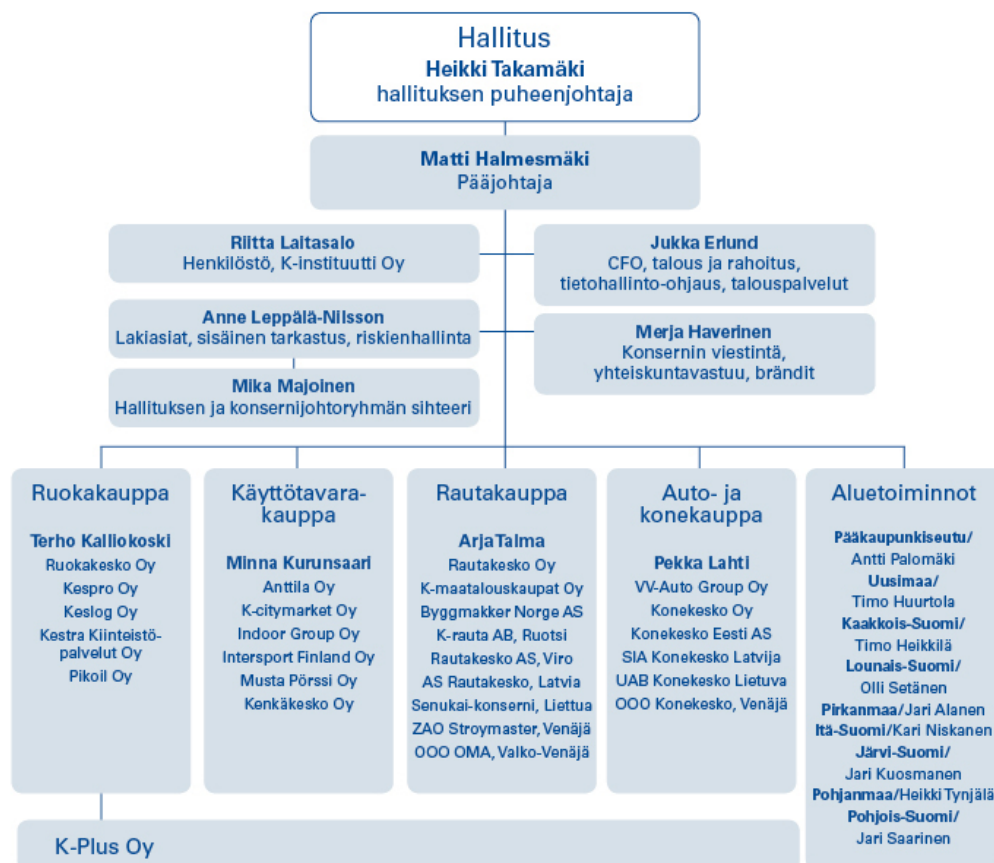 Hallitus
Heikki Takamäki
hallituksen puheenjohtaja
Matti Halmesmäki
Pääjohtaja
Riitta Laitasalo
Henkilöstö, K-instituutti Oy
Jukka Erlund
CFO, talous ja rahoitus,
tietohallinto-ohjaus, talouspalvelut
Anne Leppälä-Nilsson
Lakiasiat, sisäinen tarkastus, riskienhallinta
Merja Haverinen
Konsernin viestintä,
yhteiskuntavastuu, brändit
Mika Majoinen
Hallituksen ja konsernijohtoryhmän sihteeri
Ruokakauppa
Terho Kalliokoski
Ruokakesko Oy
Kespro Oy
Keslog Oy
Kestra Kiinteistö-
palvelut Oy
Pikoil Oy
Käyttötavara-
kauppa
Minna Kurunsaari
Anttila Oy
K-citymarket Oy
Indoor Group Oy
Intersport Finland Oy
Musta Pörssi Oy
Kenkäkesko Oy
Rautakauppa
Arja Talma
Rautakesko Oy
K-maatalouskaupat Oy
Byggmakker Norge AS
K-rauta AB, Ruotsi
Rautakesko AS, Viro
AS Rautakesko, Latvia
Senukai-konserni, Liettua
ZAO Stroymaster, Venäjä
OOO OMA, Valko-Venäjä
Auto- ja
konekauppa
Pekka Lahti
VV-Auto Group Oy
Konekesko Oy
Konekesko Eesti AS
SIA Konekesko Latvija
UAB Konekesko Lietuva
OOO Konekesko, Venäjä
Aluetoiminnot
Pääkaupunkiseutu/
Antti Palomäki
Uusimaa/
Timo Huurtola
Kaakkois-Suomi/
Timo Heikkilä
Lounais-Suomi/
Olli Setänen
Pirkanmaa/Jari Alanen
Itä-Suomi/Kari Niskanen
Järvi-Suomi/
Jari Kuosmanen
Pohjanmaa/Heikki Tynjälä
Pohjois-Suomi/
Jari Saarinen
K-Plus Oy